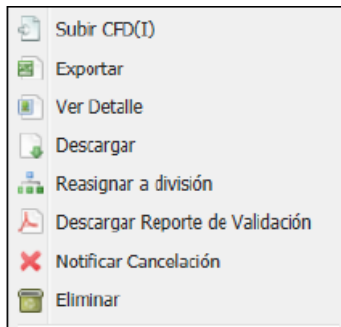 Subir CFD(I)
Exportar
Ver Detalle
Descargar
Reasignar a división
Descargar Reporte de Validación
Notificar Cancelación
Eliminar